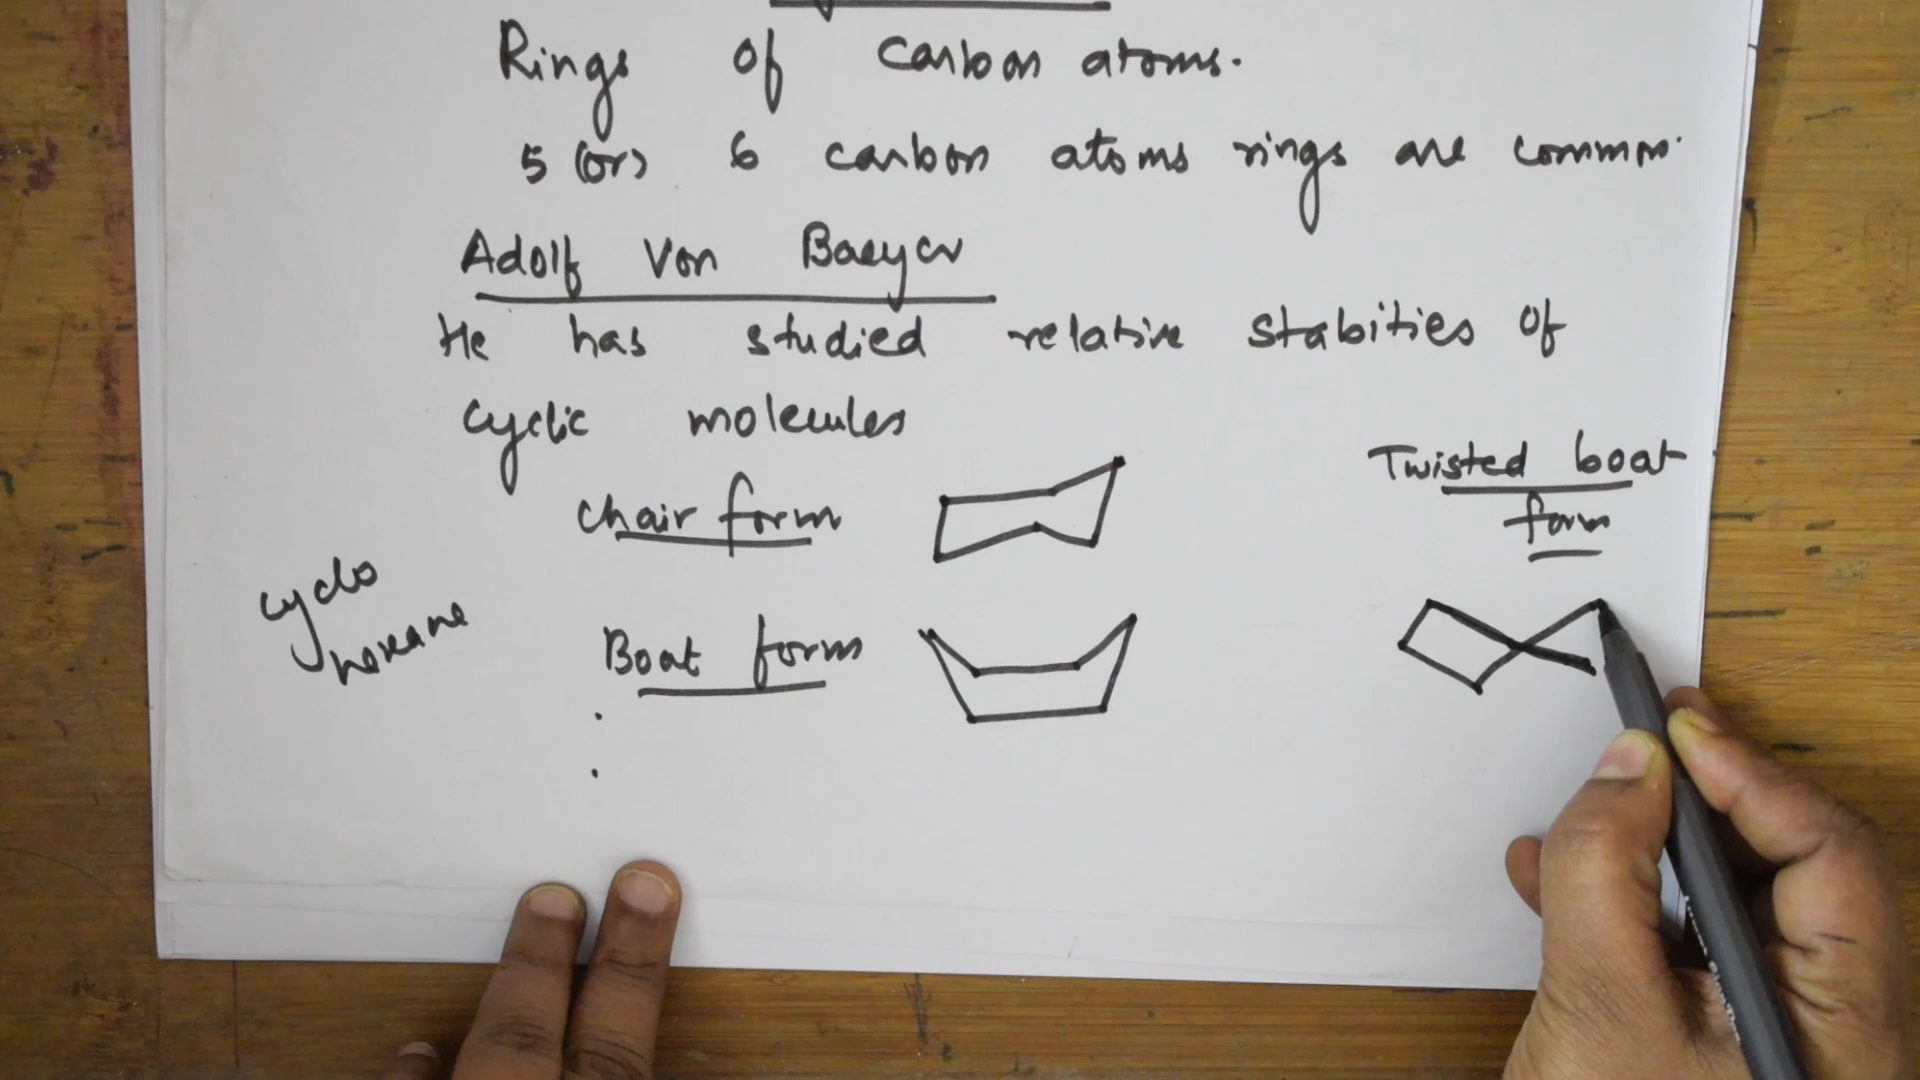 Rings of carbon atoms.
5 (or) 6 carbon atoms rings are common.
Adolf Von Baeyer
He has studied relative stabities of
cyclic molecules
Twisted boat
form
chair form
cyclo
hexane
Boat form